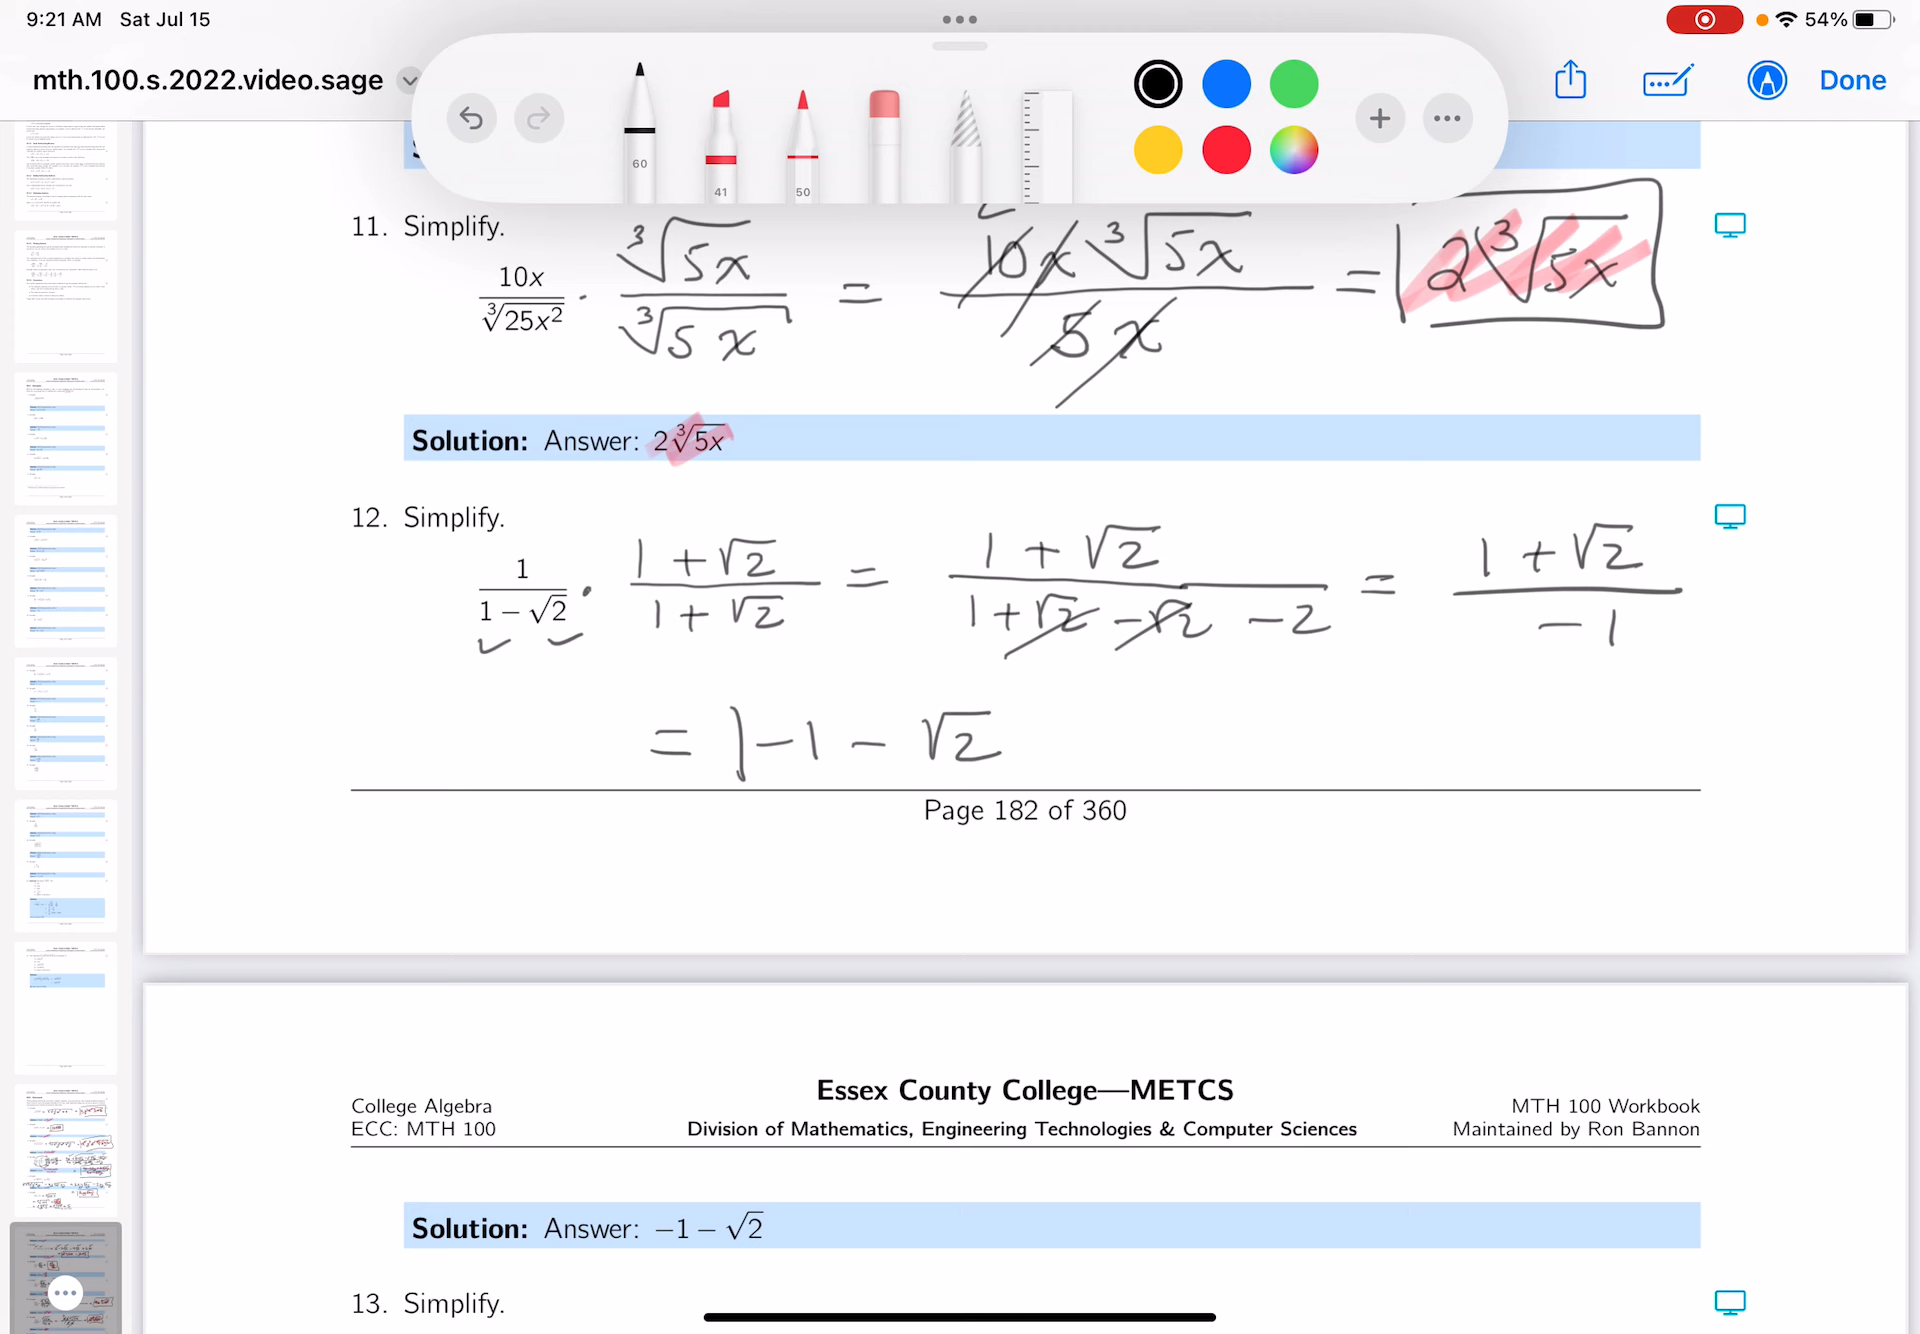 9:21 AM Sat Jul 15
54%
mth.100.s.2022.video.sage
Done
60
41
50
11. Simplify.
10x / ∛25x² · ∛5x / ∛5x = 10x ∛5x / 5x = 2∛5x
2
Solution: Answer: 2∛5x
12. Simplify.
1 / 1 − √2 · 1 + √2 / 1 + √2 = 1 + √2 / 1 + √2 − √2 − 2 = 1 + √2 / −1
= −1 − √2
Page 182 of 360
College Algebra
ECC: MTH 100
Essex County College—METCS
Division of Mathematics, Engineering Technologies & Computer Sciences
MTH 100 Workbook
Maintained by Ron Bannon
Solution: Answer: −1 − √2
13. Simplify.